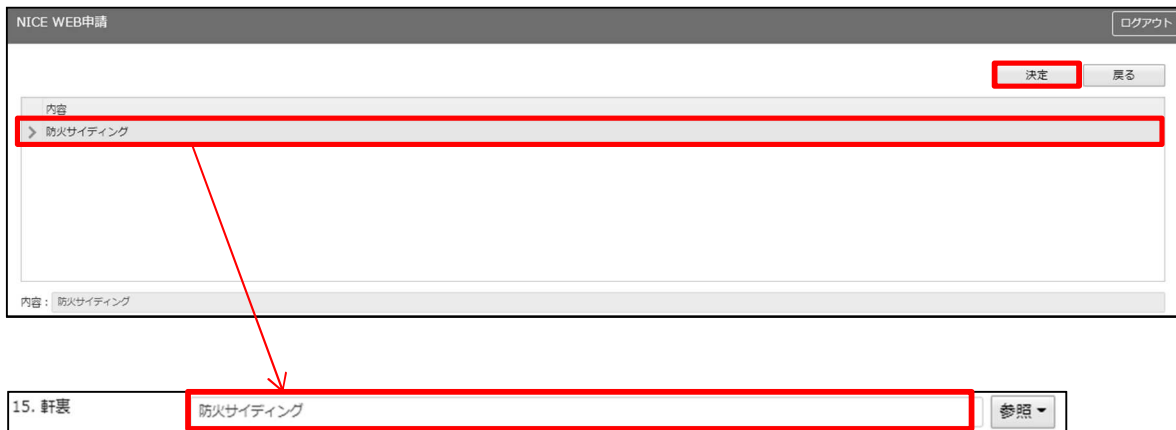 NICE WEB申請 ログアウト
決定 戻る
内容
防火サイディング
内容： 防火サイディング
15. 軒裏 防火サイディング 参照